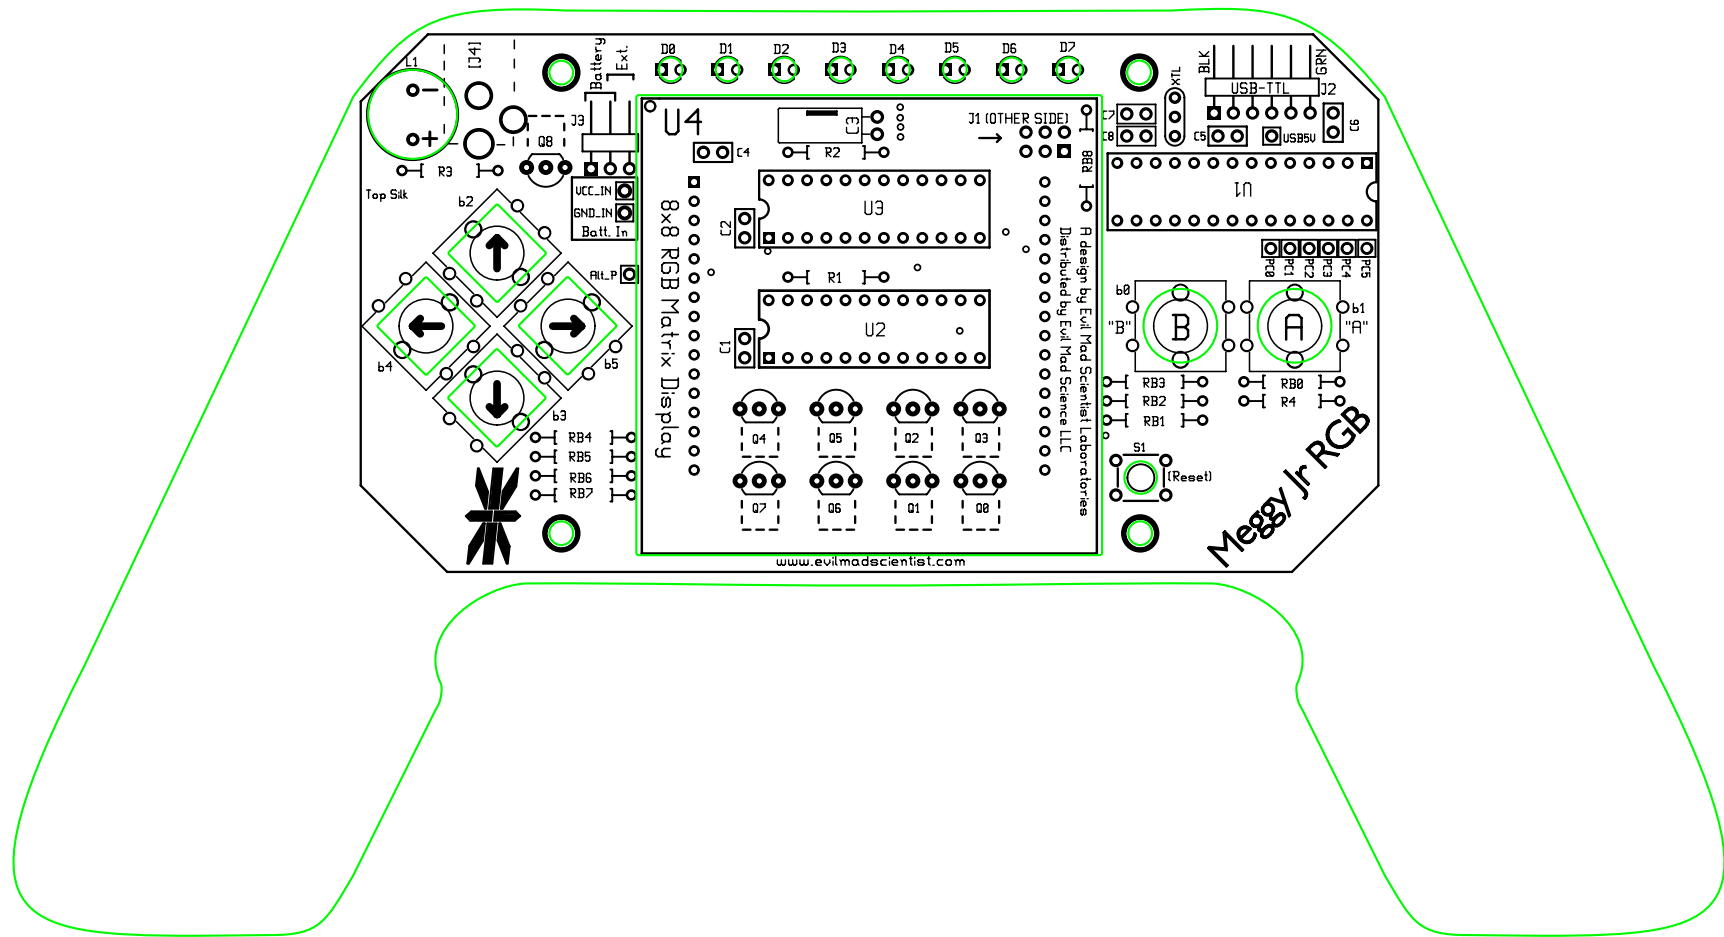 L1
[J4]
Battery
Ext.
D0
D1
D2
D3
D4
D5
D6
D7
BLK
GRN
XTL
USB-TTL
J2
J3
Q8
U4
C3
J1 (OTHER SIDE)
C7
C8
C5
USB5V
C6
R3
C4
R2
RB8
Top Silk
VCC_IN
GND_IN
Batt. In
U1
b2
U3
C2
Alt_P
R1
PC0
PC1
PC2
PC3
PC4
PC5
8x8 RGB Matrix Display
A design by Evil Mad Scientist Laboratories
Distributed by Evil Mad Science LLC
b0
b1
"B"
B
A
"A"
U2
C1
b4
b5
b3
RB3
RB0
RB2
R4
RB1
Q4
Q5
Q2
Q3
RB4
RB5
RB6
RB7
S1
(Reset)
Q7
Q6
Q1
Q0
Meggy Jr RGB
www.evilmadscientist.com